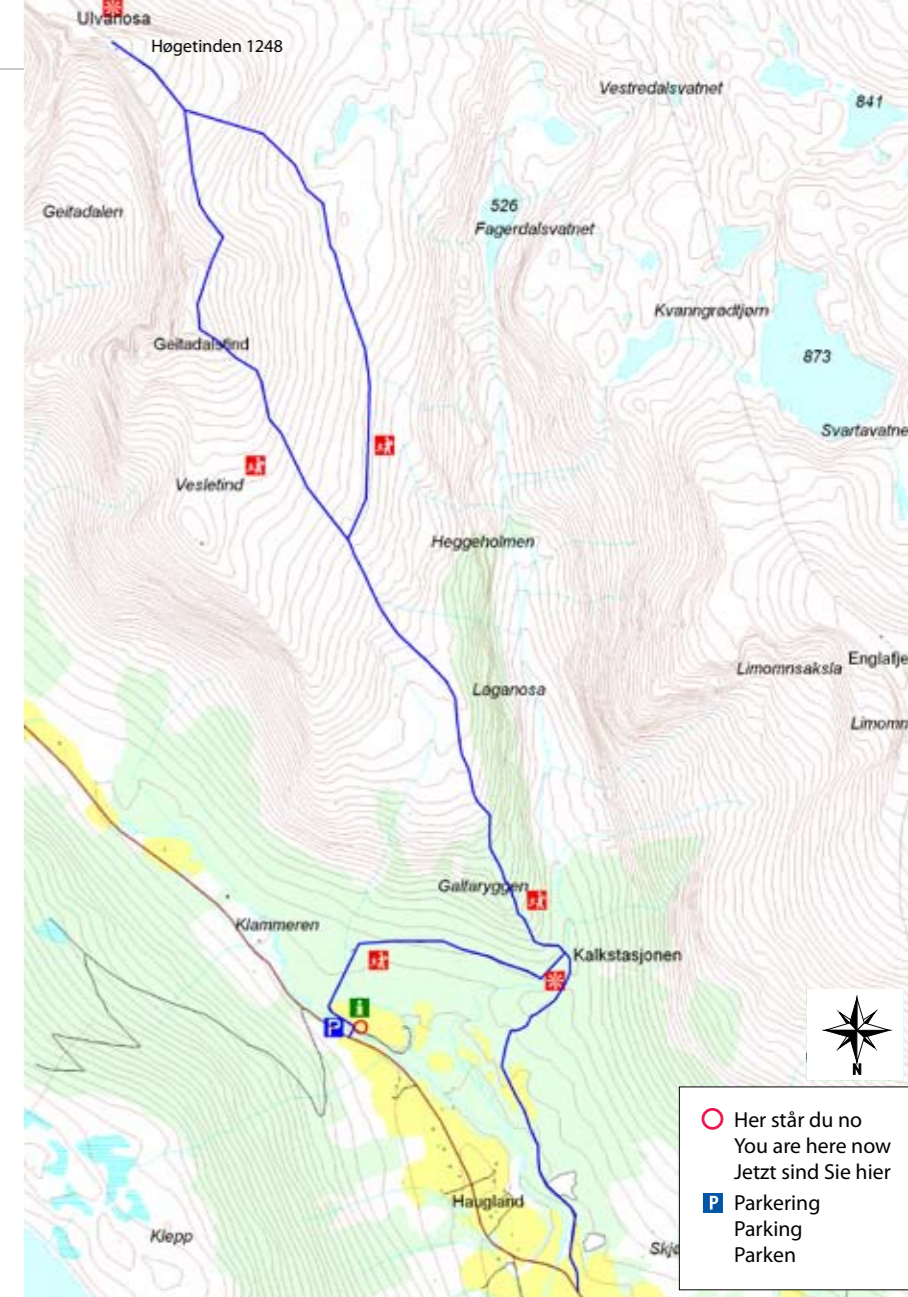 Ulvanosa
Høgetinden 1248
Vestredalsvatnet
841
Geitadalen
526
Fagerdalsvatnet
Kvanngrødtjørn
Geitadalstind
873
Svartavatne
Vesletind
Heggeholmen
Limomnsaksla
Englafje
Laganosa
Limomn
Galtaryggen
Klammeren
Kalkstasjonen
P
N
Her står du no
You are here now
Jetzt sind Sie hier
P Parkering
Parking
Parken
Haugland
Klepp
Skjø